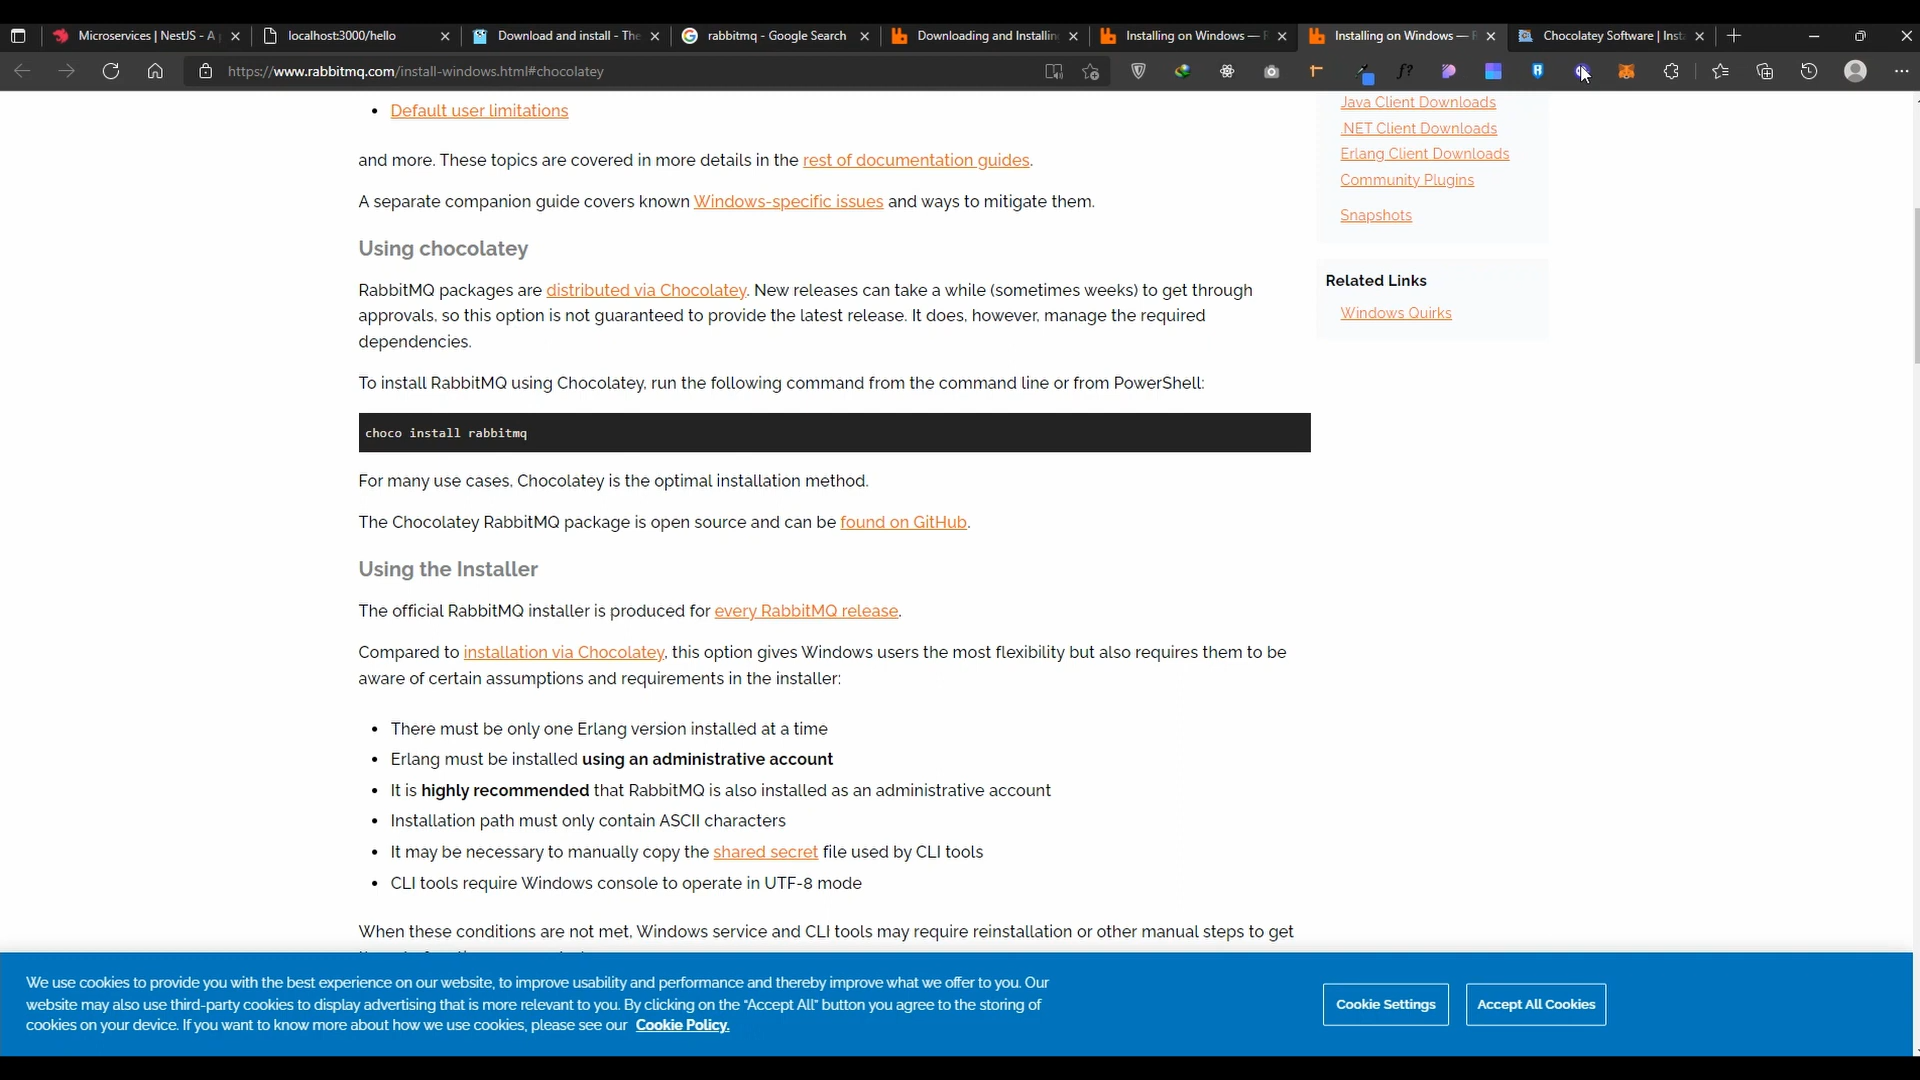 Microservices | NestJS - A
localhost:3000/hello
Download and install - The
rabbitmq - Google Search
Downloading and Installin
Installing on Windows —
Installing on Windows —
Chocolatey Software | Inst
https://www.rabbitmq.com/install-windows.html#chocolatey
f?
• Default user limitations
and more. These topics are covered in more details in the rest of documentation guides.
A separate companion guide covers known Windows-specific issues and ways to mitigate them.
Using chocolatey
RabbitMQ packages are distributed via Chocolatey. New releases can take a while (sometimes weeks) to get through
approvals, so this option is not guaranteed to provide the latest release. It does, however, manage the required
dependencies.
To install RabbitMQ using Chocolatey, run the following command from the command line or from PowerShell:
choco install rabbitmq
For many use cases, Chocolatey is the optimal installation method.
The Chocolatey RabbitMQ package is open source and can be found on GitHub.
Using the Installer
The official RabbitMQ installer is produced for every RabbitMQ release.
Compared to installation via Chocolatey, this option gives Windows users the most flexibility but also requires them to be
aware of certain assumptions and requirements in the installer:
• There must be only one Erlang version installed at a time
• Erlang must be installed using an administrative account
• It is highly recommended that RabbitMQ is also installed as an administrative account
• Installation path must only contain ASCII characters
• It may be necessary to manually copy the shared secret file used by CLI tools
• CLI tools require Windows console to operate in UTF-8 mode
When these conditions are not met, Windows service and CLI tools may require reinstallation or other manual steps to get
Java Client Downloads
.NET Client Downloads
Erlang Client Downloads
Community Plugins
Snapshots
Related Links
Windows Quirks
We use cookies to provide you with the best experience on our website, to improve usability and performance and thereby improve what we offer to you. Our
website may also use third-party cookies to display advertising that is more relevant to you. By clicking on the "Accept All" button you agree to the storing of
cookies on your device. If you want to know more about how we use cookies, please see our Cookie Policy.
Cookie Settings
Accept All Cookies